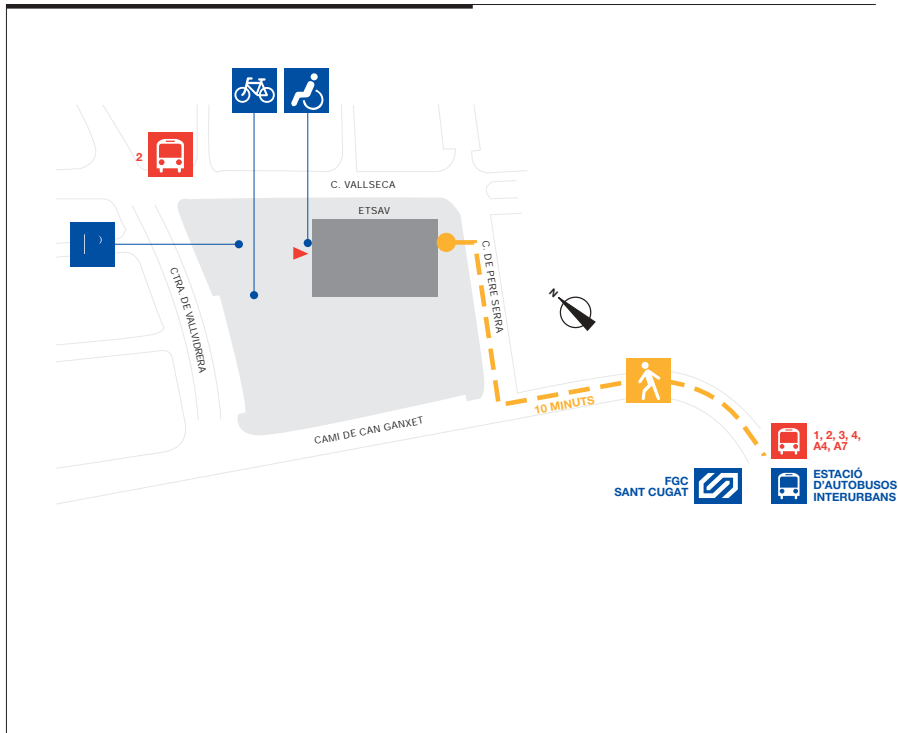 2
C. VALLSECA
ETSAV
P
CTRA. DE VALLVIDRERA
C. DE PERE SERRA
N
10 MINUTS
CAMI DE CAN GANXET
1, 2, 3, 4,
A4, A7
FGC
SANT CUGAT
ESTACIÓ
D'AUTOBUSOS
INTERURBANS